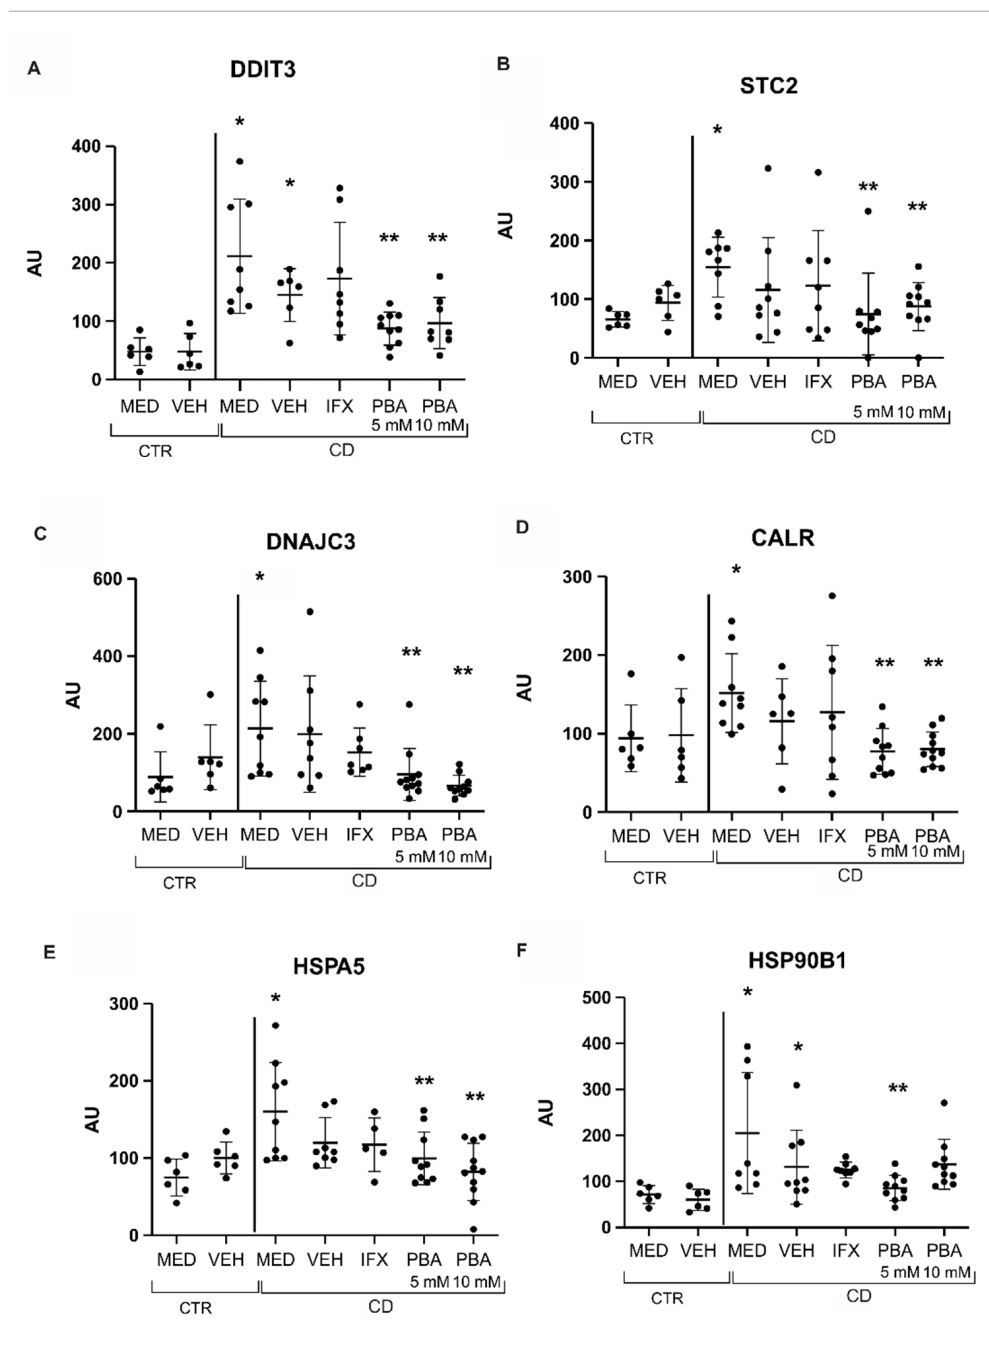 A
DDIT3
AU
400
300
200
100
0
*
*
**
**
MED VEH MED VEH IFX PBA PBA
5 mM 10 mM
CTR CD
B
STC2
AU
400
300
200
100
0
*
**
**
MED VEH MED VEH IFX PBA PBA
5 mM 10 mM
CTR CD
C
DNAJC3
AU
600
400
200
0
*
**
**
MED VEH MED VEH IFX PBA PBA
5 mM 10 mM
CTR CD
D
CALR
AU
300
200
100
0
*
**
**
MED VEH MED VEH IFX PBA PBA
5 mM 10 mM
CTR CD
E
HSPA5
AU
300
200
100
0
*
**
**
MED VEH MED VEH IFX PBA PBA
5 mM 10 mM
CTR CD
F
HSP90B1
AU
500
400
300
200
100
0
*
*
**
MED VEH MED VEH IFX PBA PBA
5 mM 10 mM
CTR CD